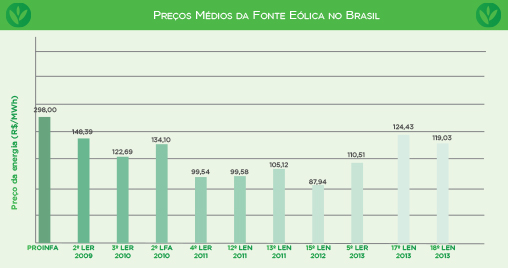 Preços Médios da Fonte Eólica no Brasil
Preço da energia (R$/MWh)
298,00
148,39
122,69
134,10
99,54
99,58
105,12
87,94
110,51
124,43
119,03
PROINFA
2º LER
2009
3º LER
2010
2º LFA
2010
4º LER
2011
12º LEN
2011
13º LEN
2011
15º LEN
2012
5º LER
2013
17º LEN
2013
18º LEN
2013